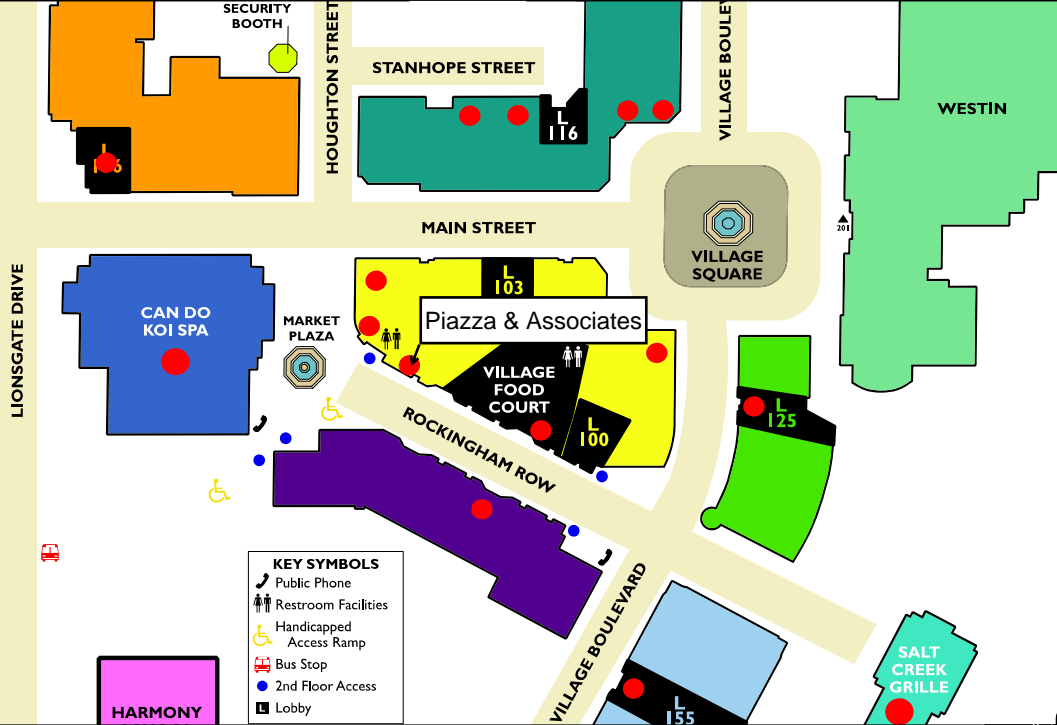 SECURITY
BOOTH
HOUGHTON STREET
STANHOPE STREET
L
116
VILLAGE
WESTIN
L
MAIN STREET
VILLAGE
SQUARE
201
LIONSGATE DRIVE
CAN DO
KOI SPA
MARKET
PLAZA
L
103
Piazza & Associates
VILLAGE
FOOD
COURT
L
100
L
125
ROCKINGHAM ROW
VILLAGE BOULEVARD
KEY SYMBOLS
Public Phone
Restroom Facilities
Handicapped
Access Ramp
Bus Stop
2nd Floor Access
L Lobby
HARMONY
L
155
SALT
CREEK
GRILLE